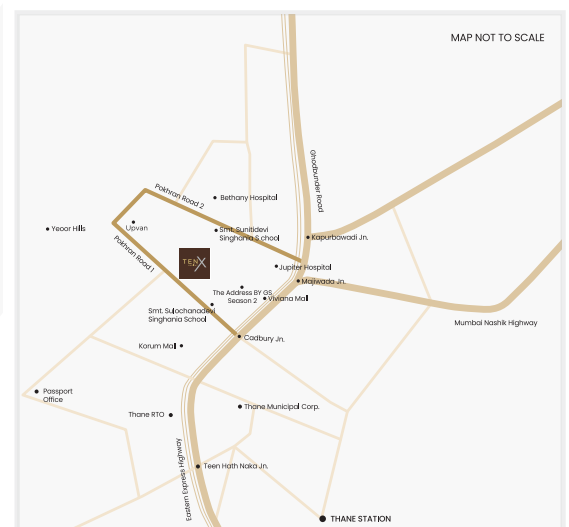 MAP NOT TO SCALE
Ghodbunder Road
Pokhran Road 2
Bethany Hospital
Yeoor Hills
Upvan
Smt. Sunitidevi
Singhania School
Kapurbawadi Jn.
Pokhran Road 1
TEN X
Jupiter Hospital
Majiwada Jn.
The Address BY GS
Season 2
Viviana Mall
Smt. Sulochanadevi
Singhania School
Mumbai Nashik Highway
Cadbury Jn.
Korum Mall
Passport
Office
Thane Municipal Corp.
Thane RTO
Eastern Express Highway
Teen Hath Naka Jn.
THANE STATION